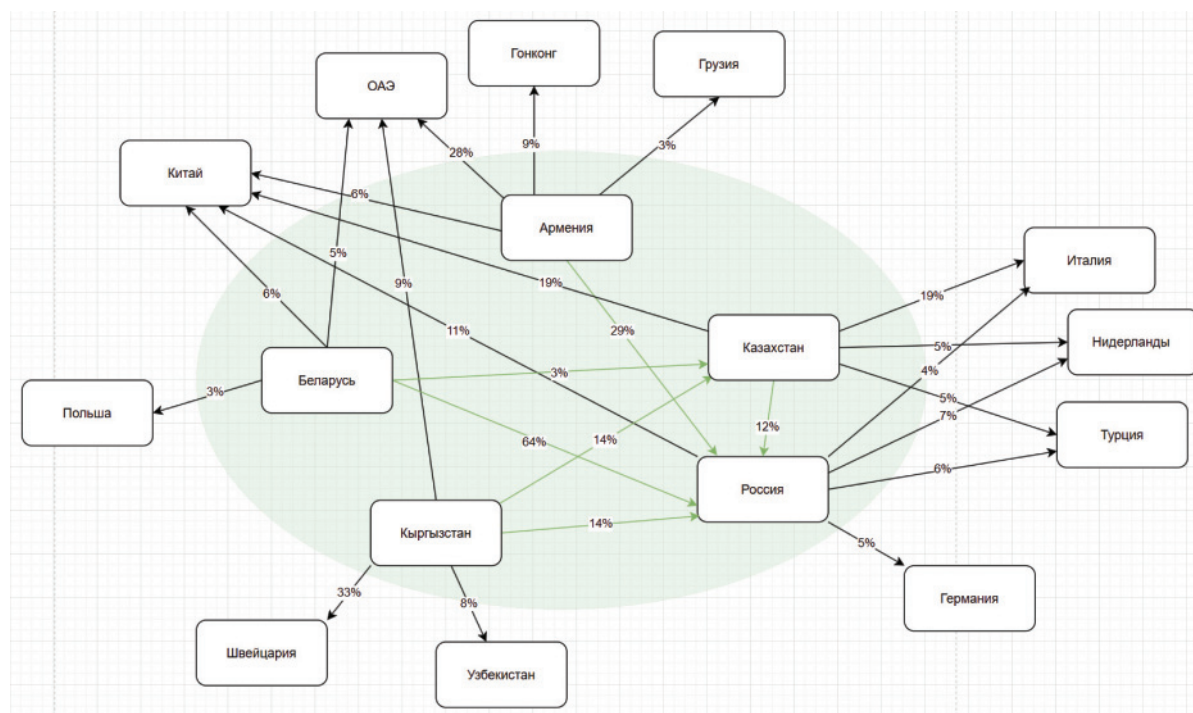 Гонконг
Грузия
ОАЭ
9%
3%
28%
Китай
6%
Армения
5%
Италия
6%
9%
19%
19%
11%
29%
Казахстан
5%
Нидерланды
Беларусь
3%
4%
3%
5%
Польша
7%
64%
14%
12%
Турция
6%
Россия
Кыргызстан
14%
5%
33%
8%
Германия
Швейцария
Узбекистан